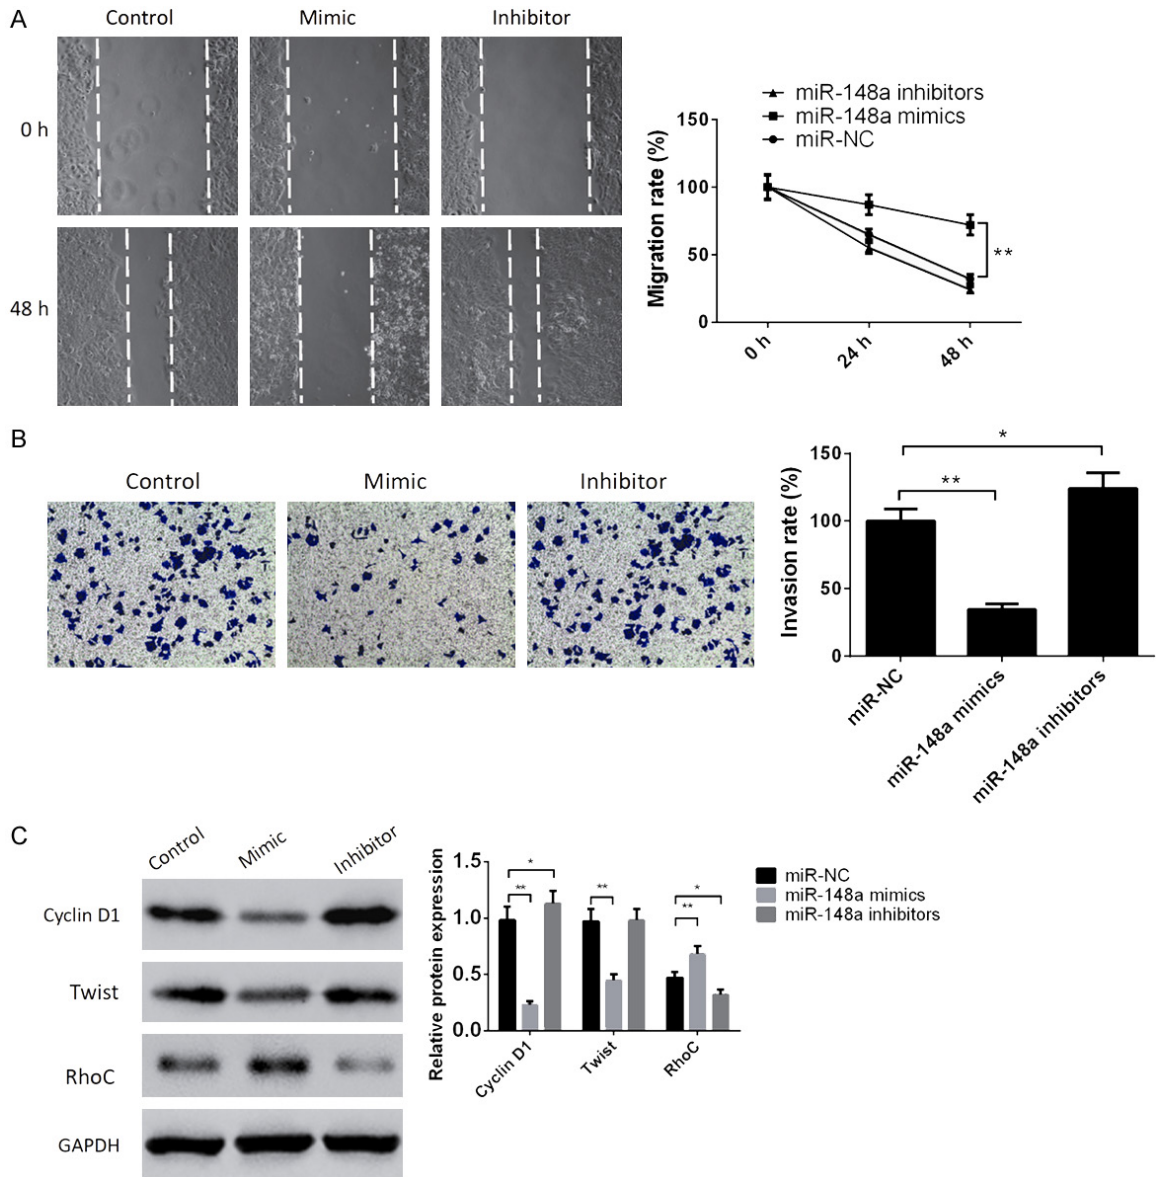 A
Control
Mimic
Inhibitor
0 h
48 h
miR-148a inhibitors
miR-148a mimics
miR-NC
Migration rate (%)
150
100
50
0
0 h
24 h
48 h
**
B
Control
Mimic
Inhibitor
Invasion rate (%)
150
100
50
0
*
**
miR-NC
miR-148a mimics
miR-148a inhibitors
C
Control
Mimic
Inhibitor
Cyclin D1
Twist
RhoC
GAPDH
Relative protein expression
1.5
1.0
0.5
0.0
*
**
**
*
**
Cyclin D1
Twist
RhoC
miR-NC
miR-148a mimics
miR-148a inhibitors